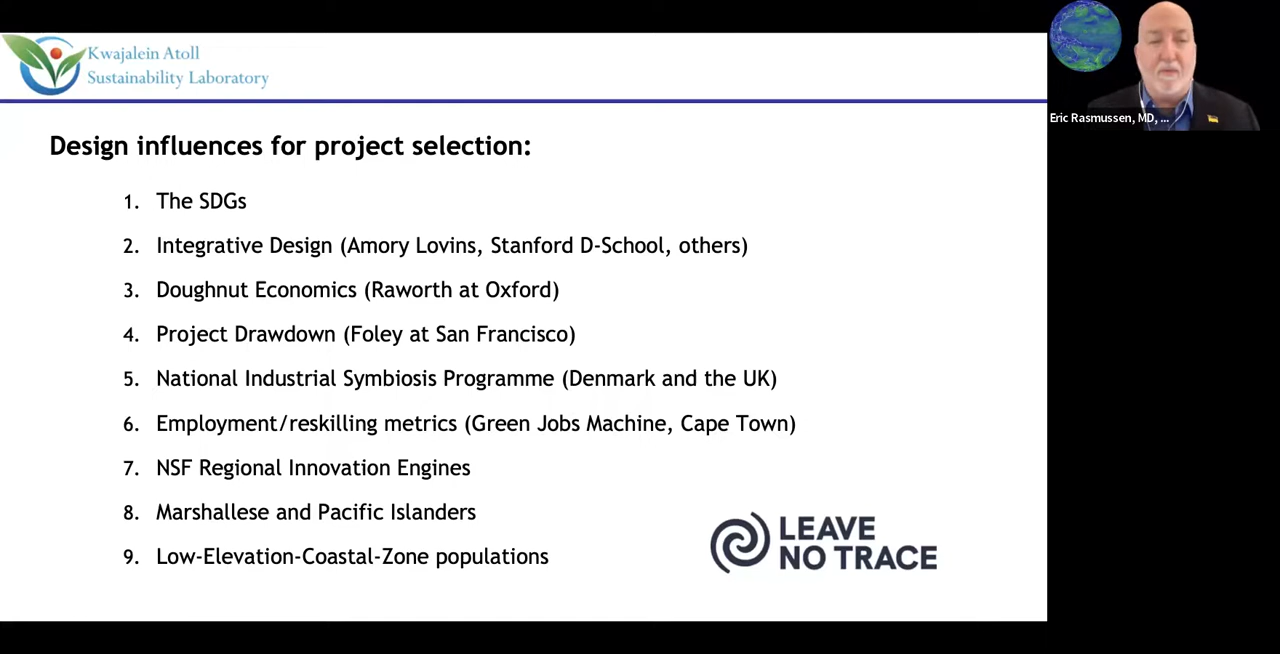 Kwajalein Atoll
Sustainability Laboratory
Eric Rasmussen, MD, ...
Design influences for project selection:
1. The SDGs
2. Integrative Design (Amory Lovins, Stanford D-School, others)
3. Doughnut Economics (Raworth at Oxford)
4. Project Drawdown (Foley at San Francisco)
5. National Industrial Symbiosis Programme (Denmark and the UK)
6. Employment/reskilling metrics (Green Jobs Machine, Cape Town)
7. NSF Regional Innovation Engines
8. Marshallese and Pacific Islanders
9. Low-Elevation-Coastal-Zone populations
LEAVE
NO TRACE